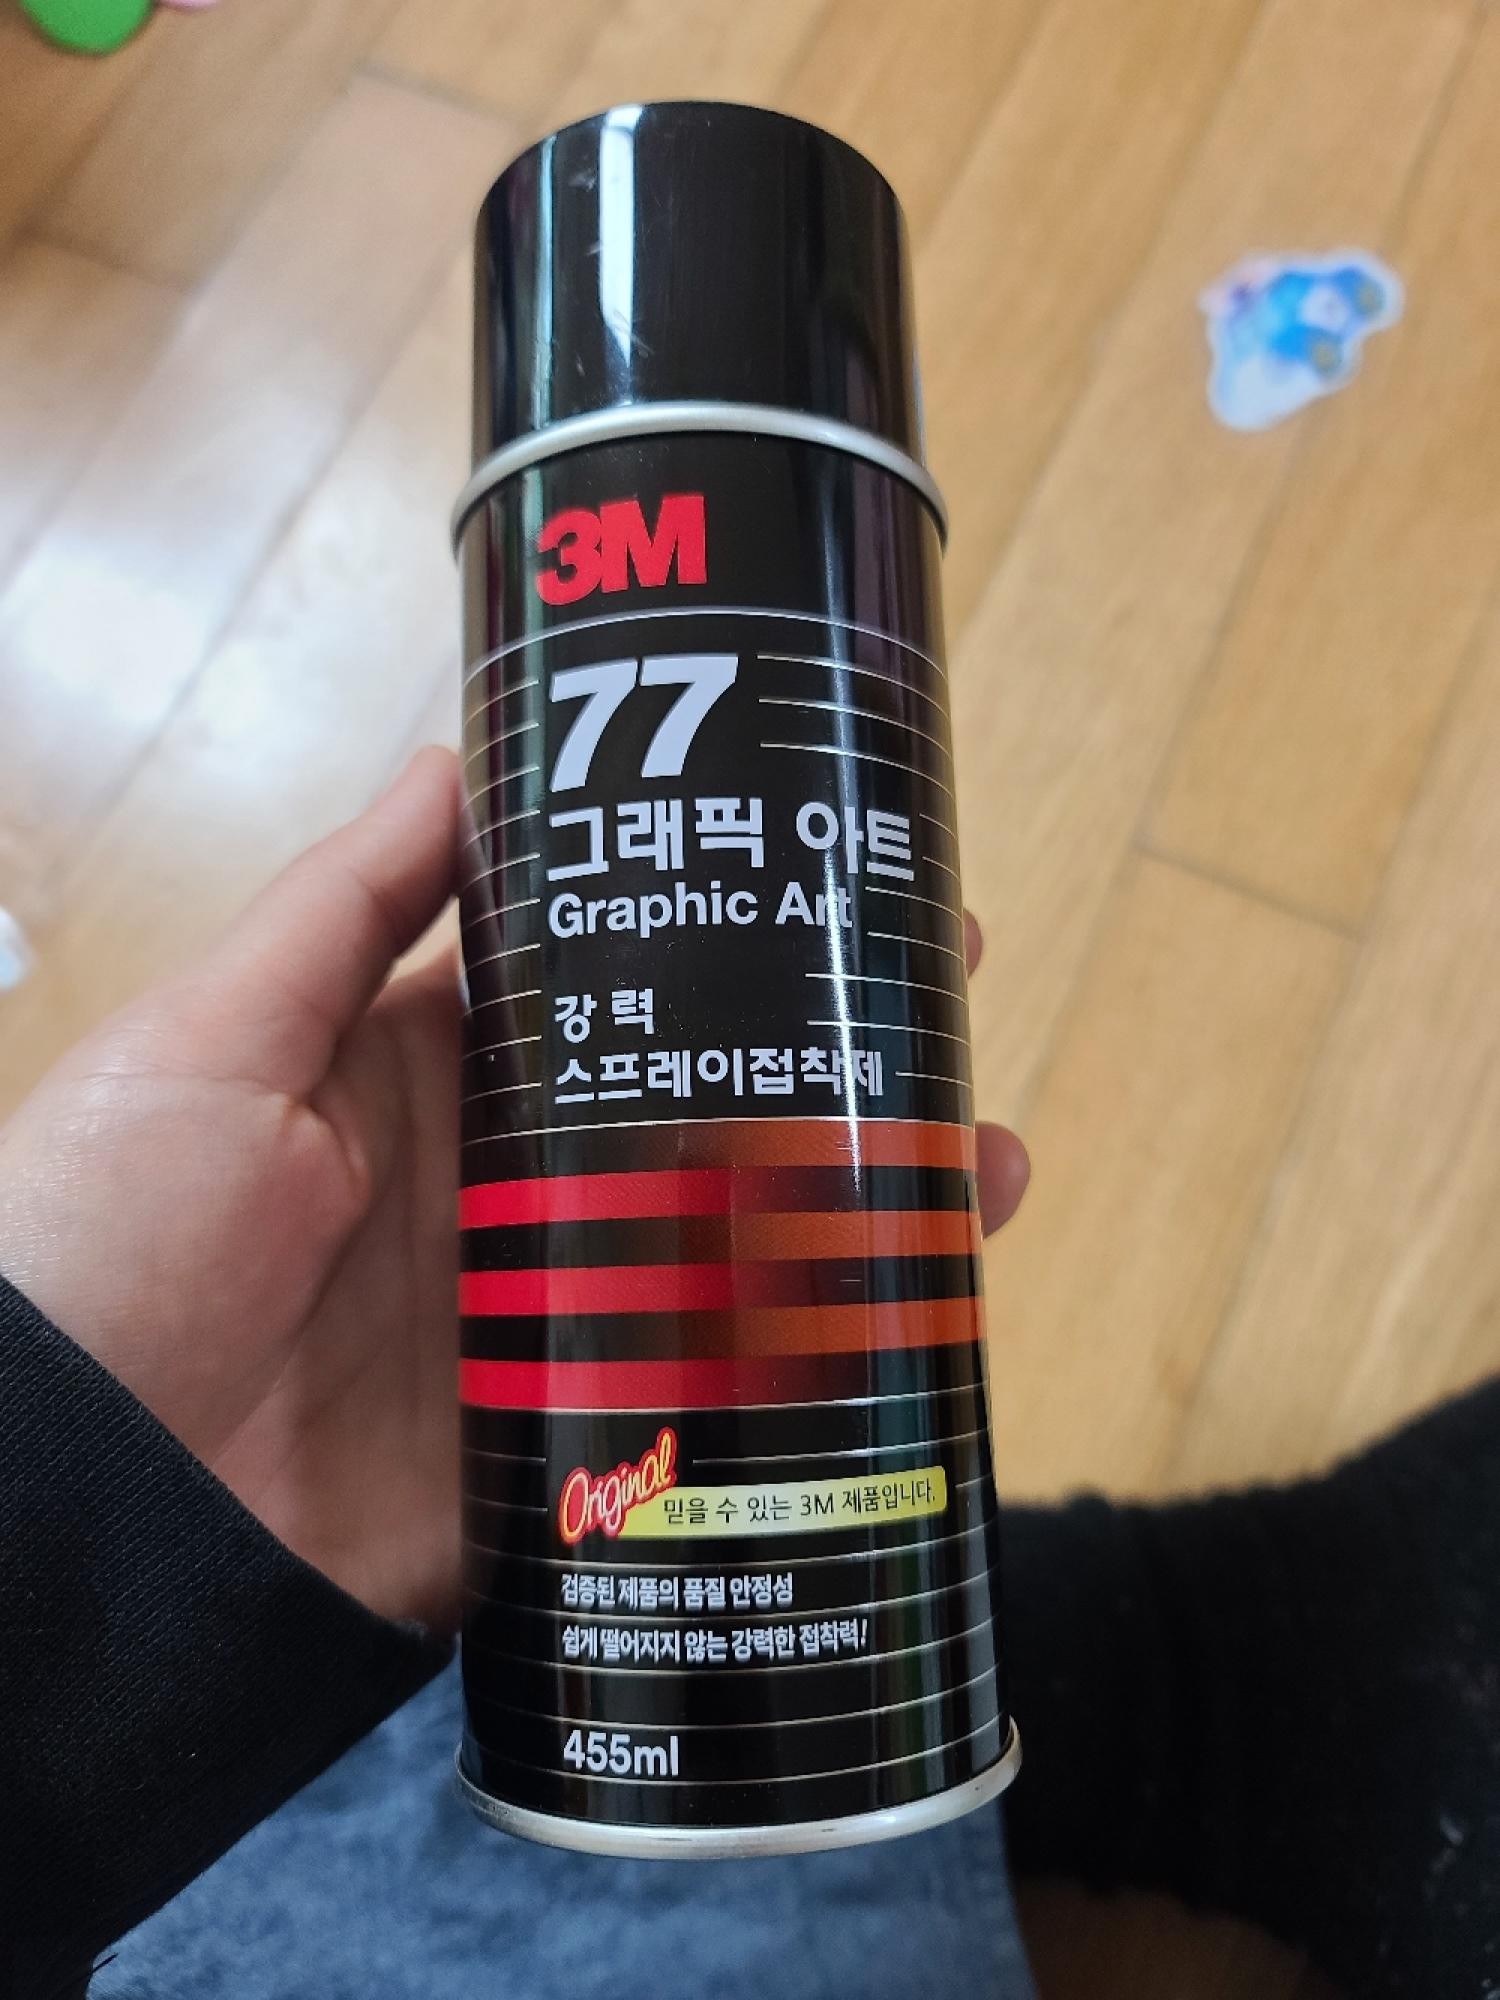 3M
77
그래픽 아트
Graphic Art
강력
스프레이접착제
Original
믿을 수 있는 3M 제품입니다.
검증된 제품의 품질 안정성
쉽게 떨어지지 않는 강력한 접착력!
455ml